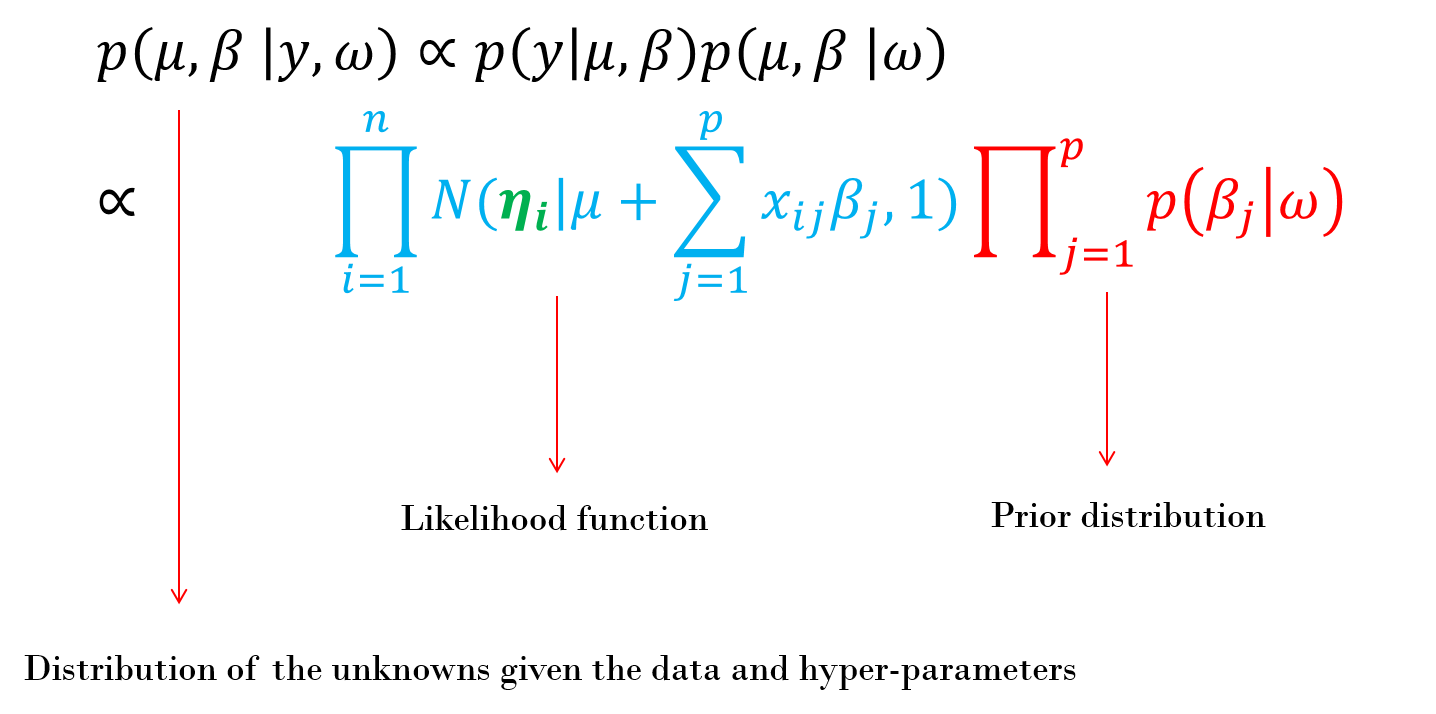 p(μ, β |y, ω) ∝ p(y|μ, β)p(μ, β |ω)
∝ ∏_{i=1}^{n} N(η_i|μ + ∑_{j=1}^{p} x_{ij}β_j, 1) ∏_{j=1}^{p} p(β_j|ω)
Likelihood function
Prior distribution
Distribution of the unknowns given the data and hyper-parameters